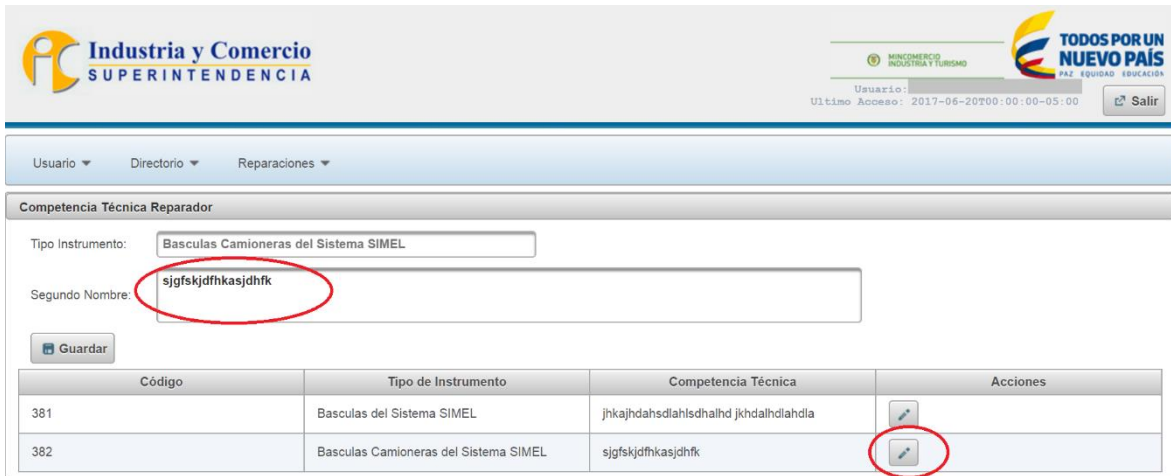 Industria y Comercio
SUPERINTENDENCIA
MINCOMERCIO
INDUSTRIA Y TURISMO
TODOS POR UN
NUEVO PAÍS
PAZ EQUIDAD EDUCACIÓN
Usuario:
Ultimo Acceso: 2017-06-20T00:00:00-05:00
Salir
Usuario Directorio Reparaciones
Competencia Técnica Reparador
Tipo Instrumento: Basculas Camioneras del Sistema SIMEL
Segundo Nombre: sjgfskjdfhkasjdhfk
Guardar
Código Tipo de Instrumento Competencia Técnica Acciones
381 Basculas del Sistema SIMEL jhkajhdahsdlahlsdhalhd jkhdalhdlahdla
382 Basculas Camioneras del Sistema SIMEL sjgfskjdfhkasjdhfk